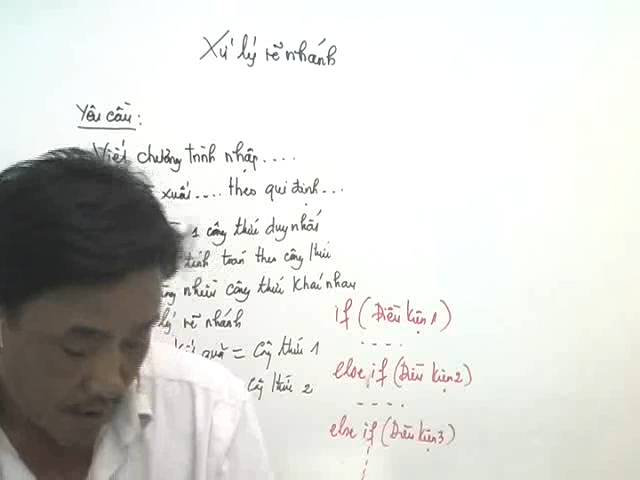 Xử lý rẽ nhánh
Yêu cầu:
Viết chương trình nhập....
xuất.... theo qui định...
1 công thức duy nhất
tính toán theo công thức
nhiều công thức khác nhau
lý rẽ nhánh
quả = Công thức 1
Công thức 2
if (Điều kiện 1)
....
else if (Điều kiện 2)
----
else if (Điều kiện 3)